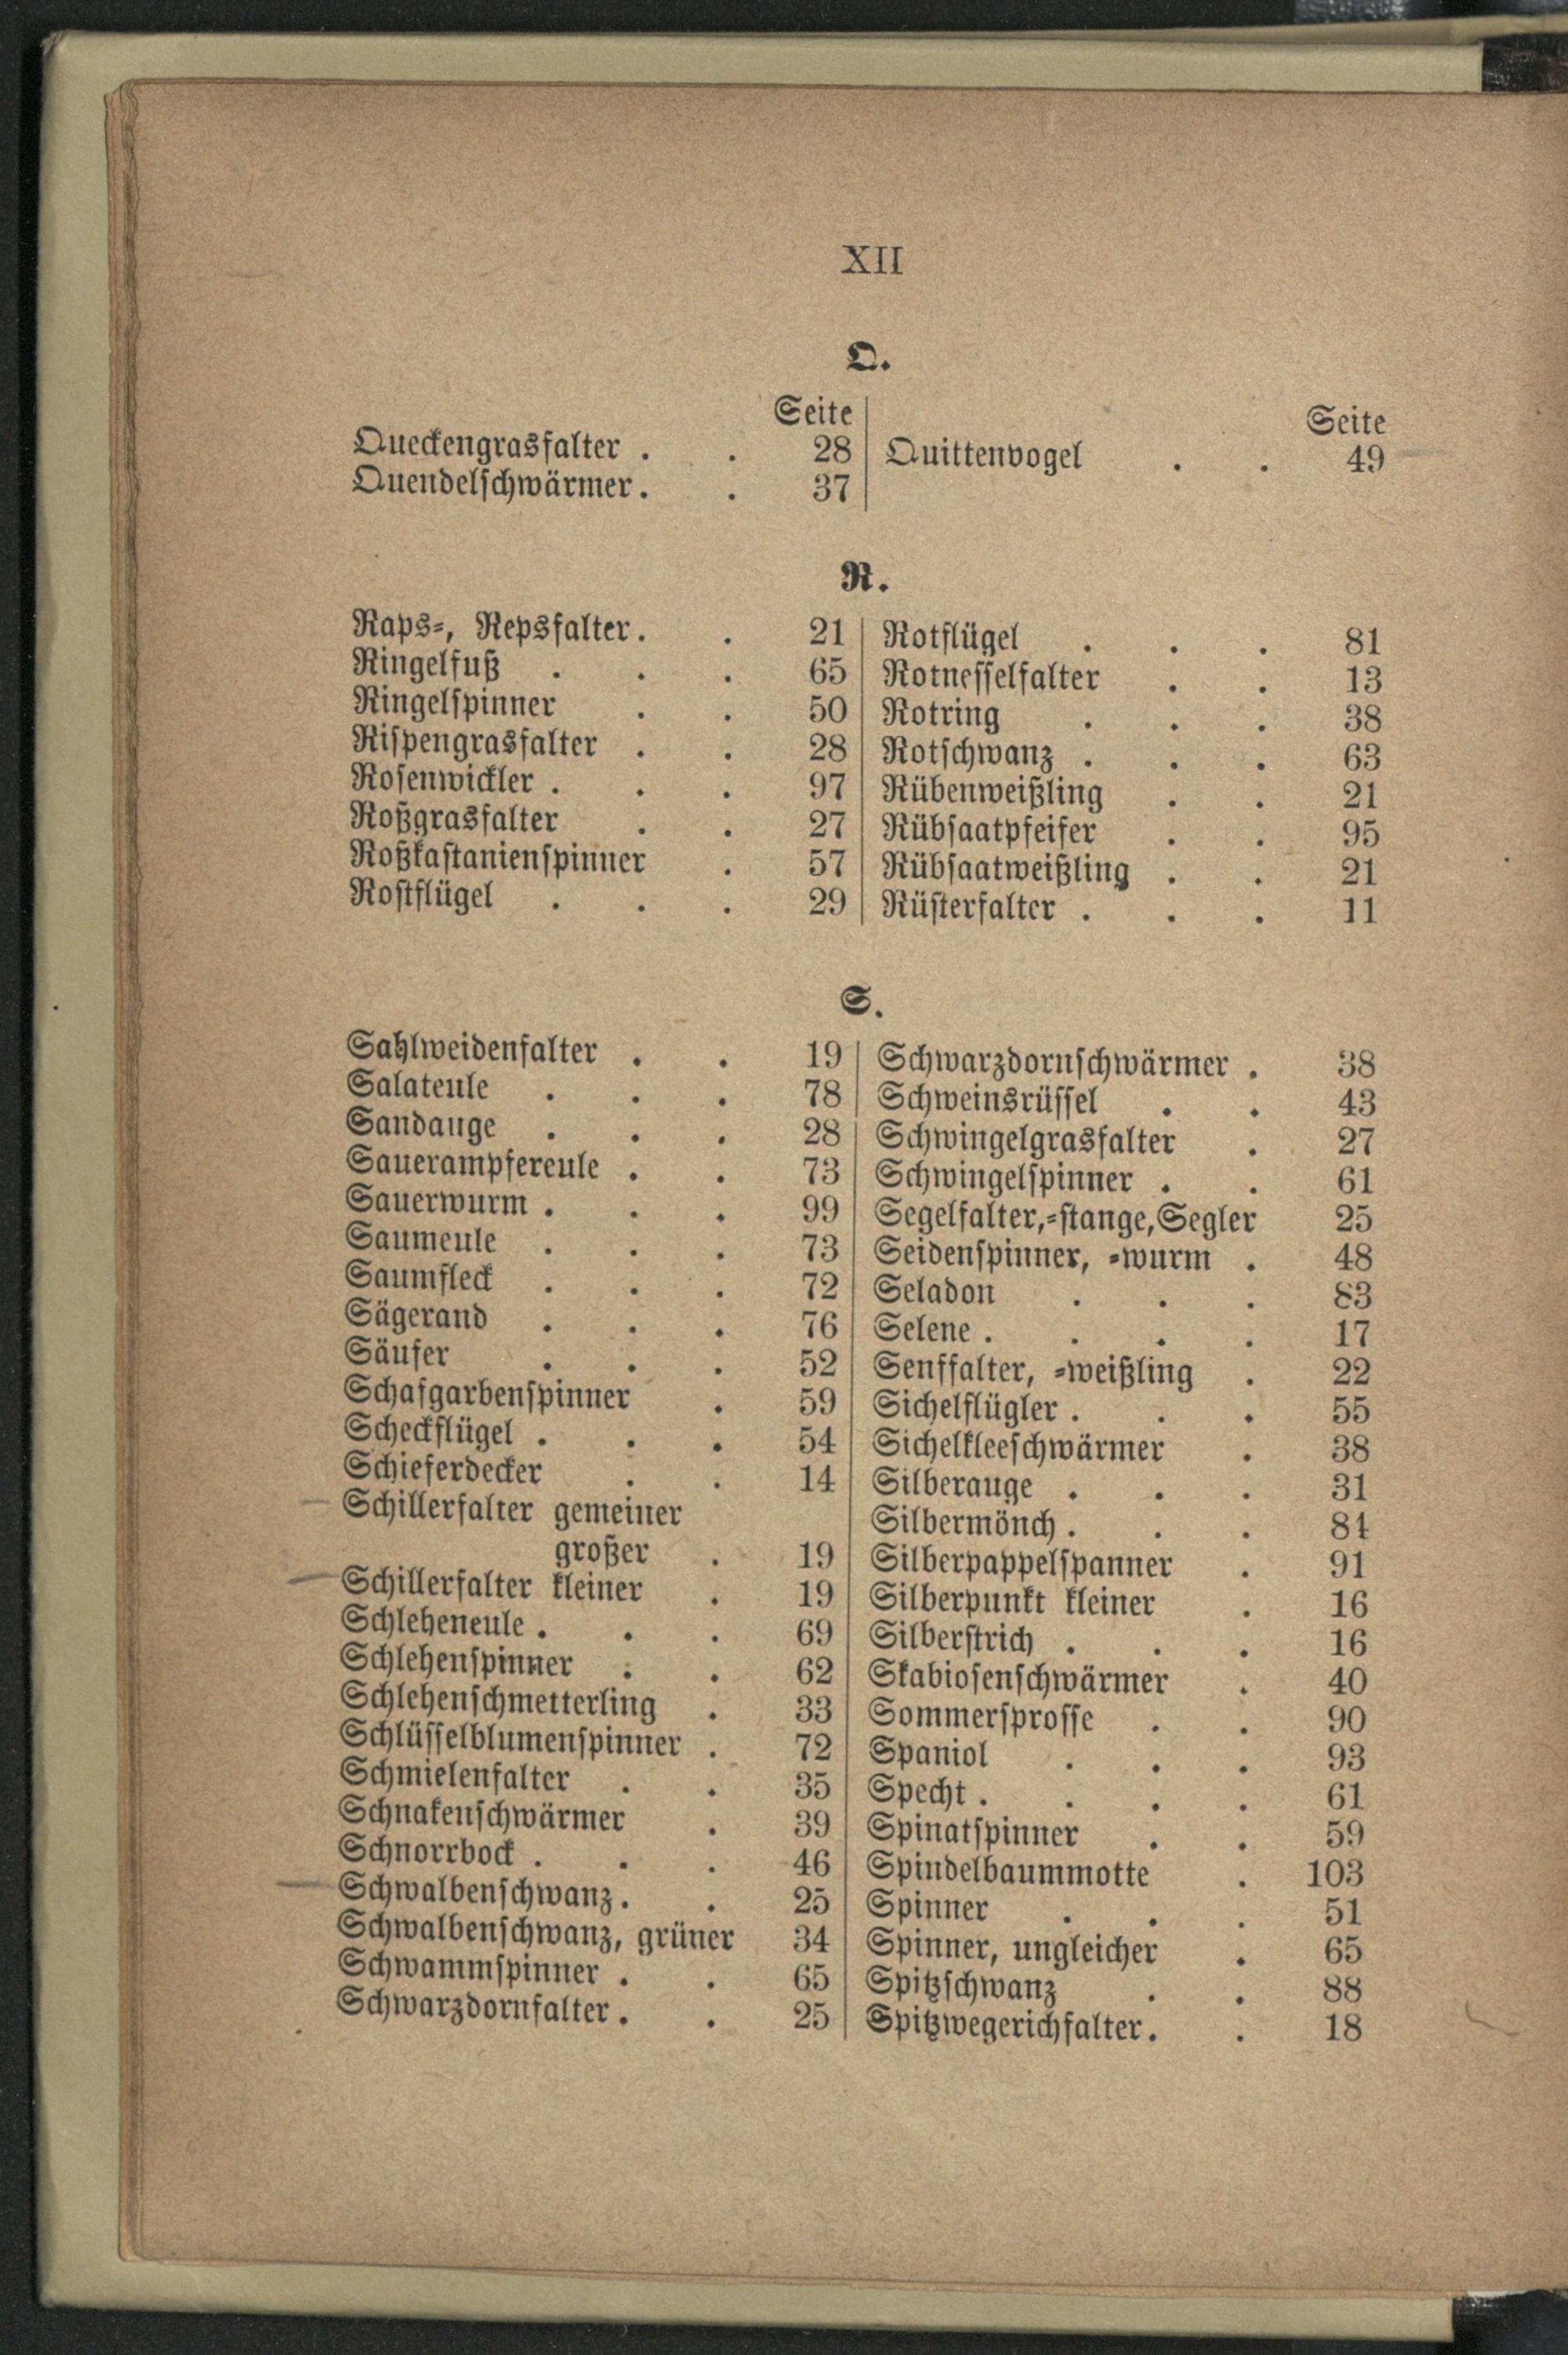 XII
Q.
Seite
Queckengrasfalter . . 28
Quendelschwärmer. . 37
Seite
Quittenvogel . . 49
R.
Raps-, Repsfalter. . 21
Ringelfuß . . . 65
Ringelspinner . . 50
Rispengrasfalter . . 28
Rosenwickler . . . 97
Roßgrasfalter . . 27
Roßkastanienspinner . 57
Rostflügel . . . 29
Rotflügel . . . 81
Rotnesselfalter . . 13
Rotring . . . 38
Rotschwanz . . . 63
Rübenweißling . . 21
Rübsaatpfeifer . . 95
Rübsaatweißling . . 21
Rüsterfalter . . . 11
S.
Sahlweidenfalter . . 19
Salateule . . . 78
Sandauge . . . 28
Sauerampfereule . . 73
Sauerwurm . . . 99
Saumeule . . . 73
Saumfleck . . . 72
Sägerand . . . 76
Säufer . . . 52
Schafgarbenspinner . 59
Scheckflügel . . . 54
Schieferdecker . . 14
Schillerfalter gemeiner
großer . 19
Schillerfalter kleiner . 19
Schleheneule . . . 69
Schlehenspinner . . 62
Schlehenschmetterling . 33
Schlüsselblumenspinner . 72
Schmielenfalter . . 35
Schnakenschwärmer . 39
Schnorrbock . . . 46
Schwalbenschwanz. . 25
Schwalbenschwanz, grüner 34
Schwammspinner . . 65
Schwarzdornfalter . . 25
Schwarzdornschwärmer . 38
Schweinsrüssel . . 43
Schwingelgrasfalter . 27
Schwingelspinner . . 61
Segelfalter,-stange,Segler 25
Seidenspinner, -wurm . 48
Seladon . . . 83
Selene . . . . 17
Senffalter, -weißling . 22
Sichelflügler . . . 55
Sichelkleeschwärmer . 38
Silberauge . . . 31
Silbermönch . . . 84
Silberpappelspanner . 91
Silberpunkt kleiner . 16
Silberstrich . . . 16
Skabiosenschwärmer . 40
Sommersprosse . . 90
Spaniol . . . 93
Specht . . . . 61
Spinatspinner . . 59
Spindelbaummotte . 103
Spinner . . . 51
Spinner, ungleicher . 65
Spitzschwanz . . 88
Spitzwegerichfalter. . 18